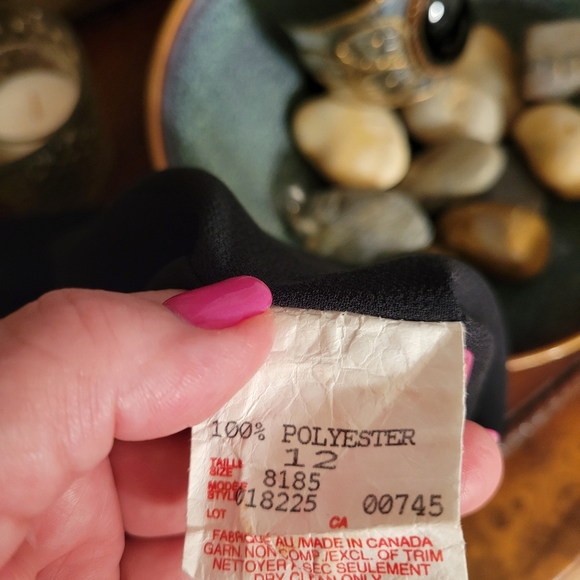 100% POLYESTER
TAILLE 12
SIZE
MODELE 8185
STYLE 018225 00745
LOT CA
FABRIQUE AU/MADE IN CANADA
GARN NON COMP./EXCL. OF TRIM
NETTOYER A SEC SEULEMENT
DRY CLEAN ONLY